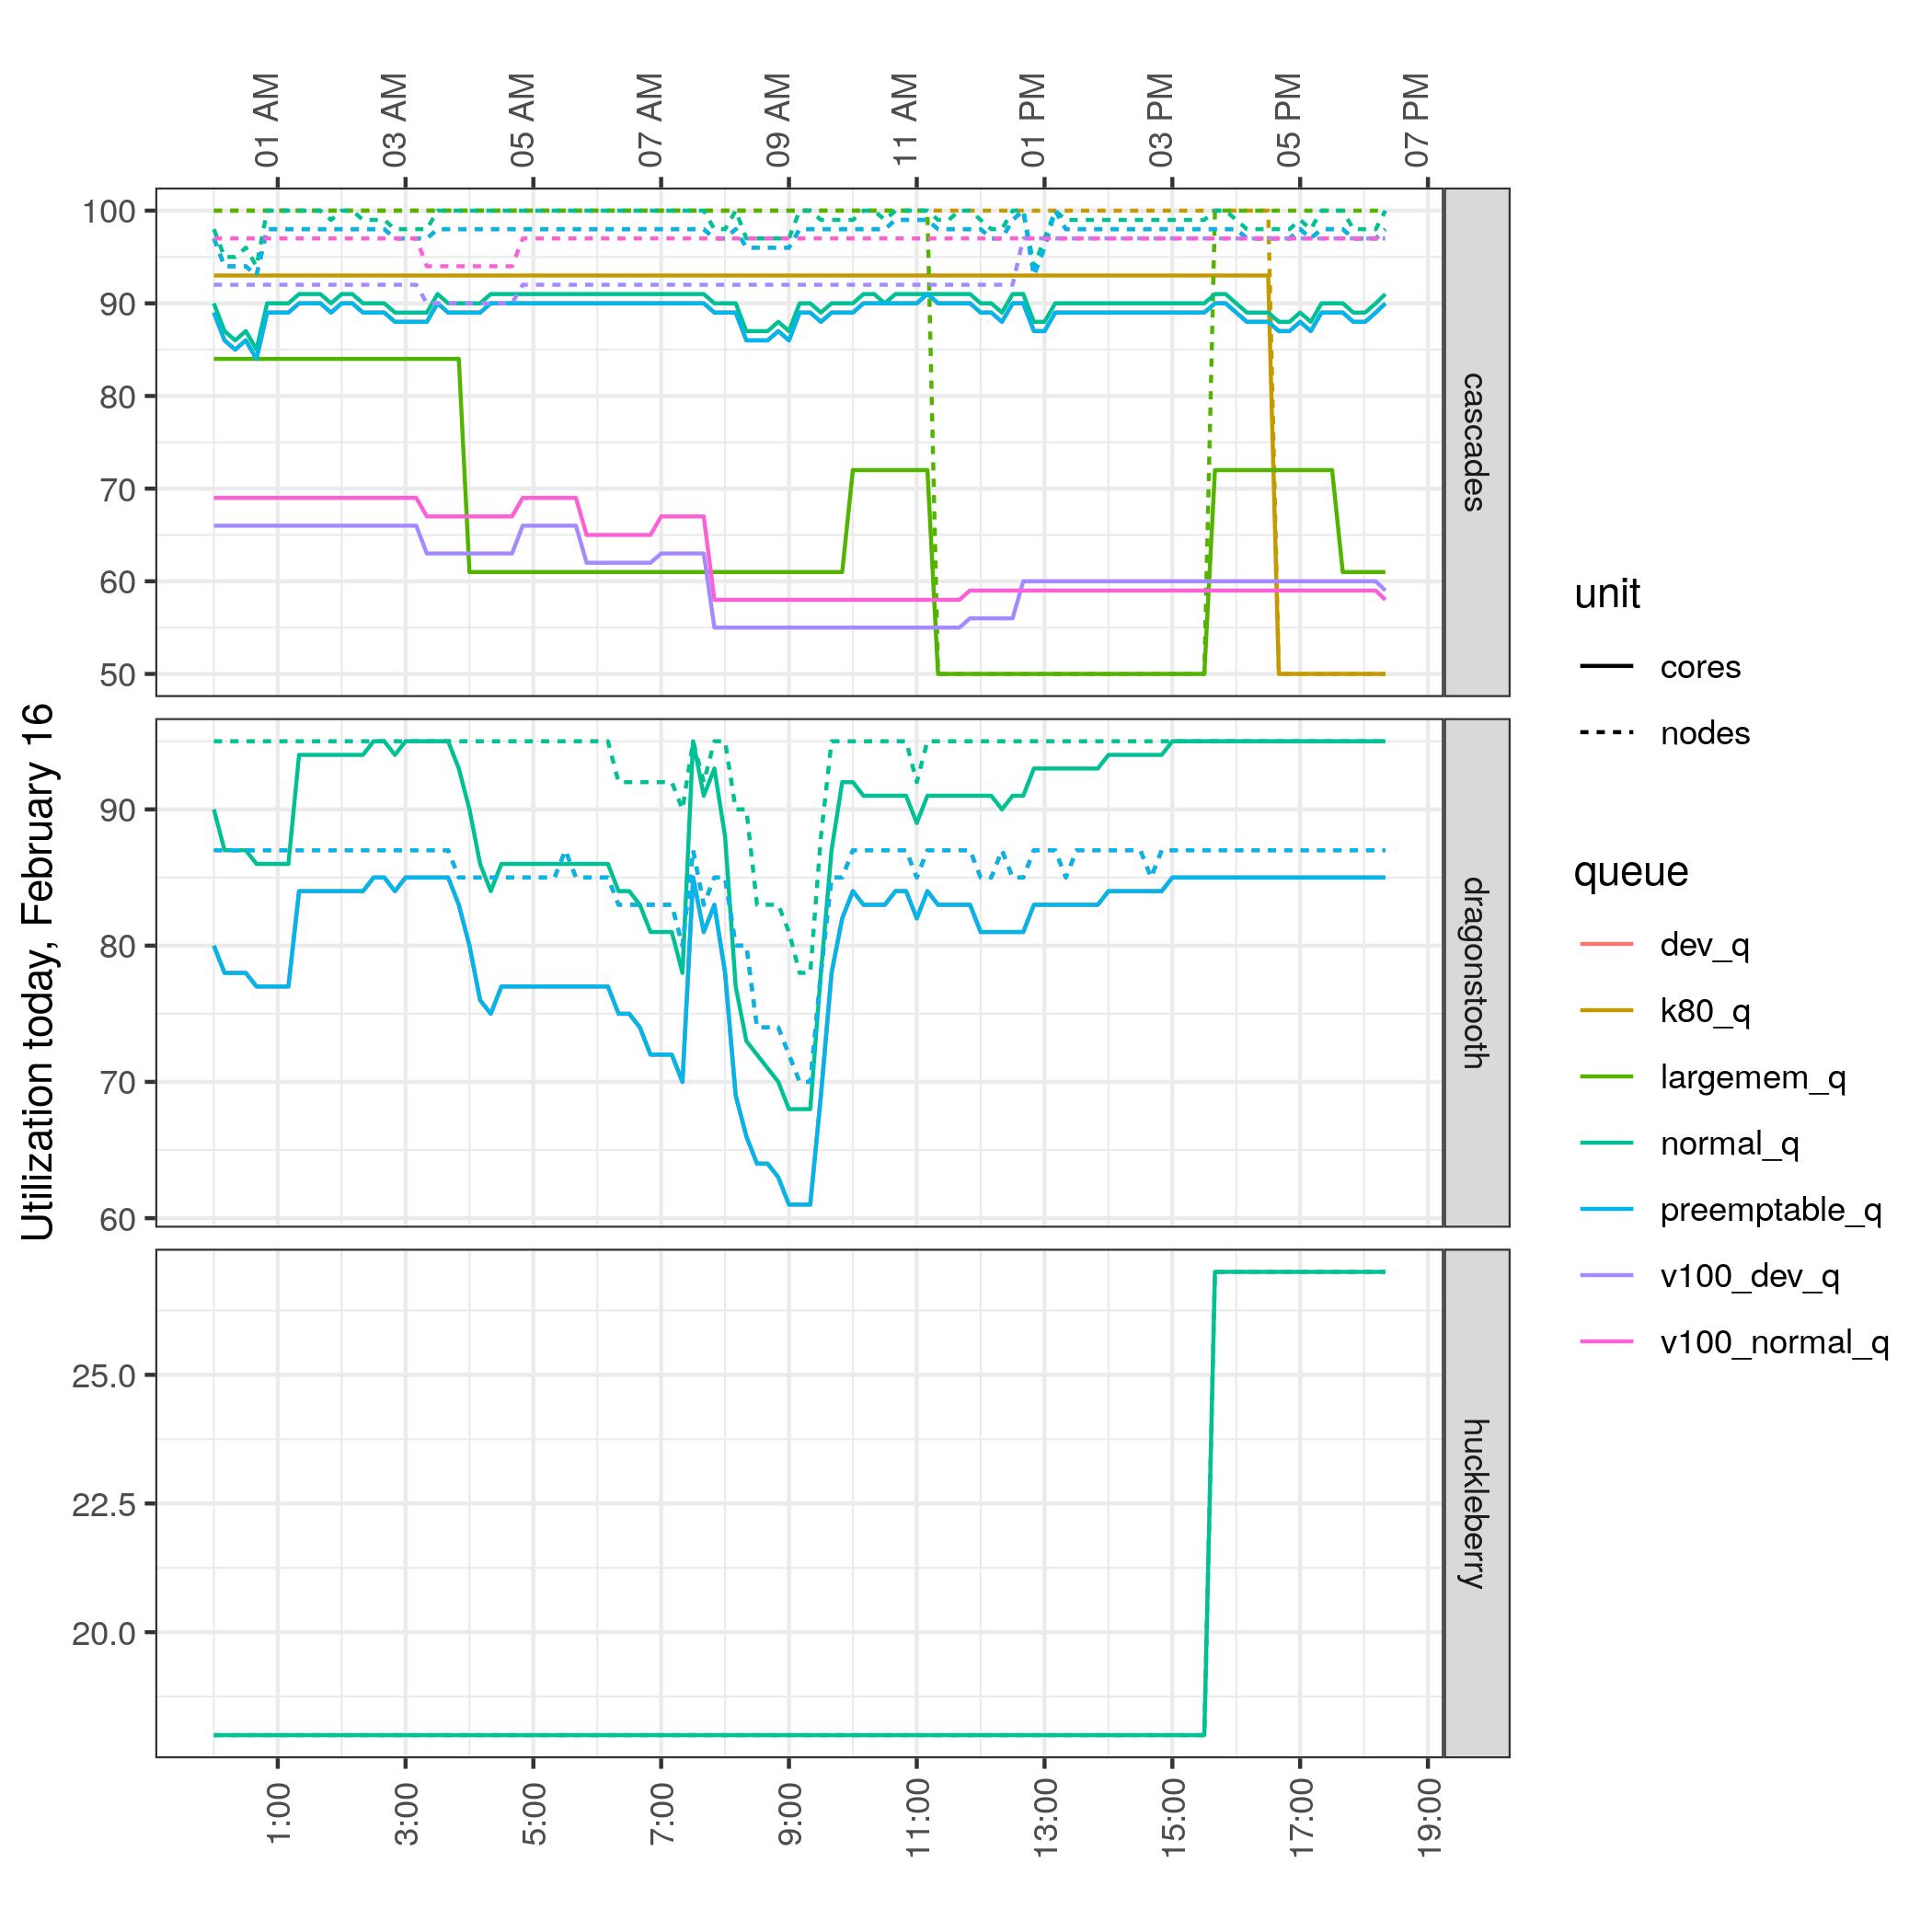 01 AM
03 AM
05 AM
07 AM
09 AM
11 AM
01 PM
03 PM
05 PM
07 PM
Utilization today, February 16
100
90
80
70
60
50
cascades
90
80
70
60
dragonstooth
25.0
22.5
20.0
huckleberry
1:00
3:00
5:00
7:00
9:00
11:00
13:00
15:00
17:00
19:00
unit
cores
nodes
queue
dev_q
k80_q
largemem_q
normal_q
preemptable_q
v100_dev_q
v100_normal_q